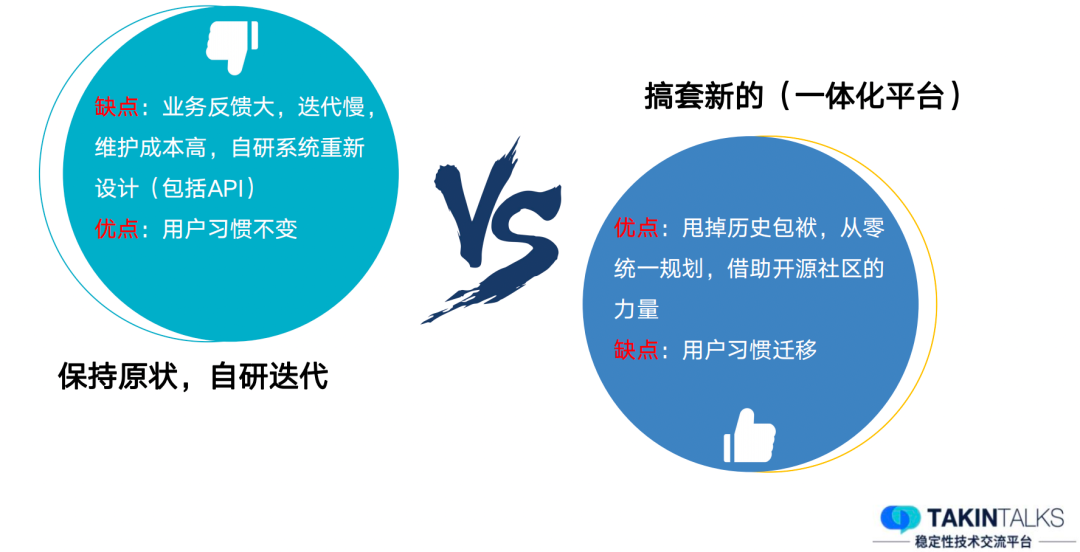 缺点：业务反馈大，迭代慢，
维护成本高，自研系统重新
设计（包括API）
优点：用户习惯不变
保持原状，自研迭代
VS
搞套新的（一体化平台）
优点：甩掉历史包袱，从零
统一规划，借助开源社区的
力量
缺点：用户习惯迁移
TAKINTALKS
稳定性技术交流平台